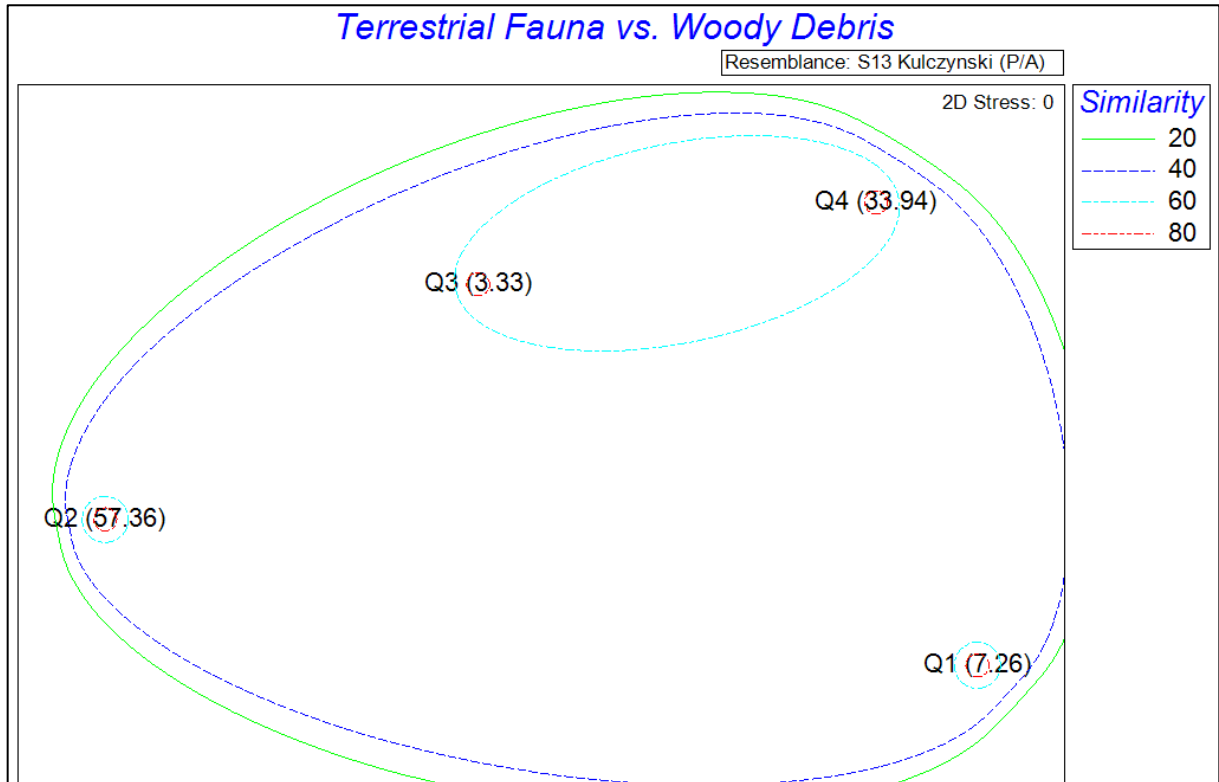 Terrestrial Fauna vs. Woody Debris
Resemblance: S13 Kulczynski (P/A)
2D Stress: 0
Similarity
20
40
60
80
Q4 (33.94)
Q3 (3.33)
Q2 (57.36)
Q1 (7.26)